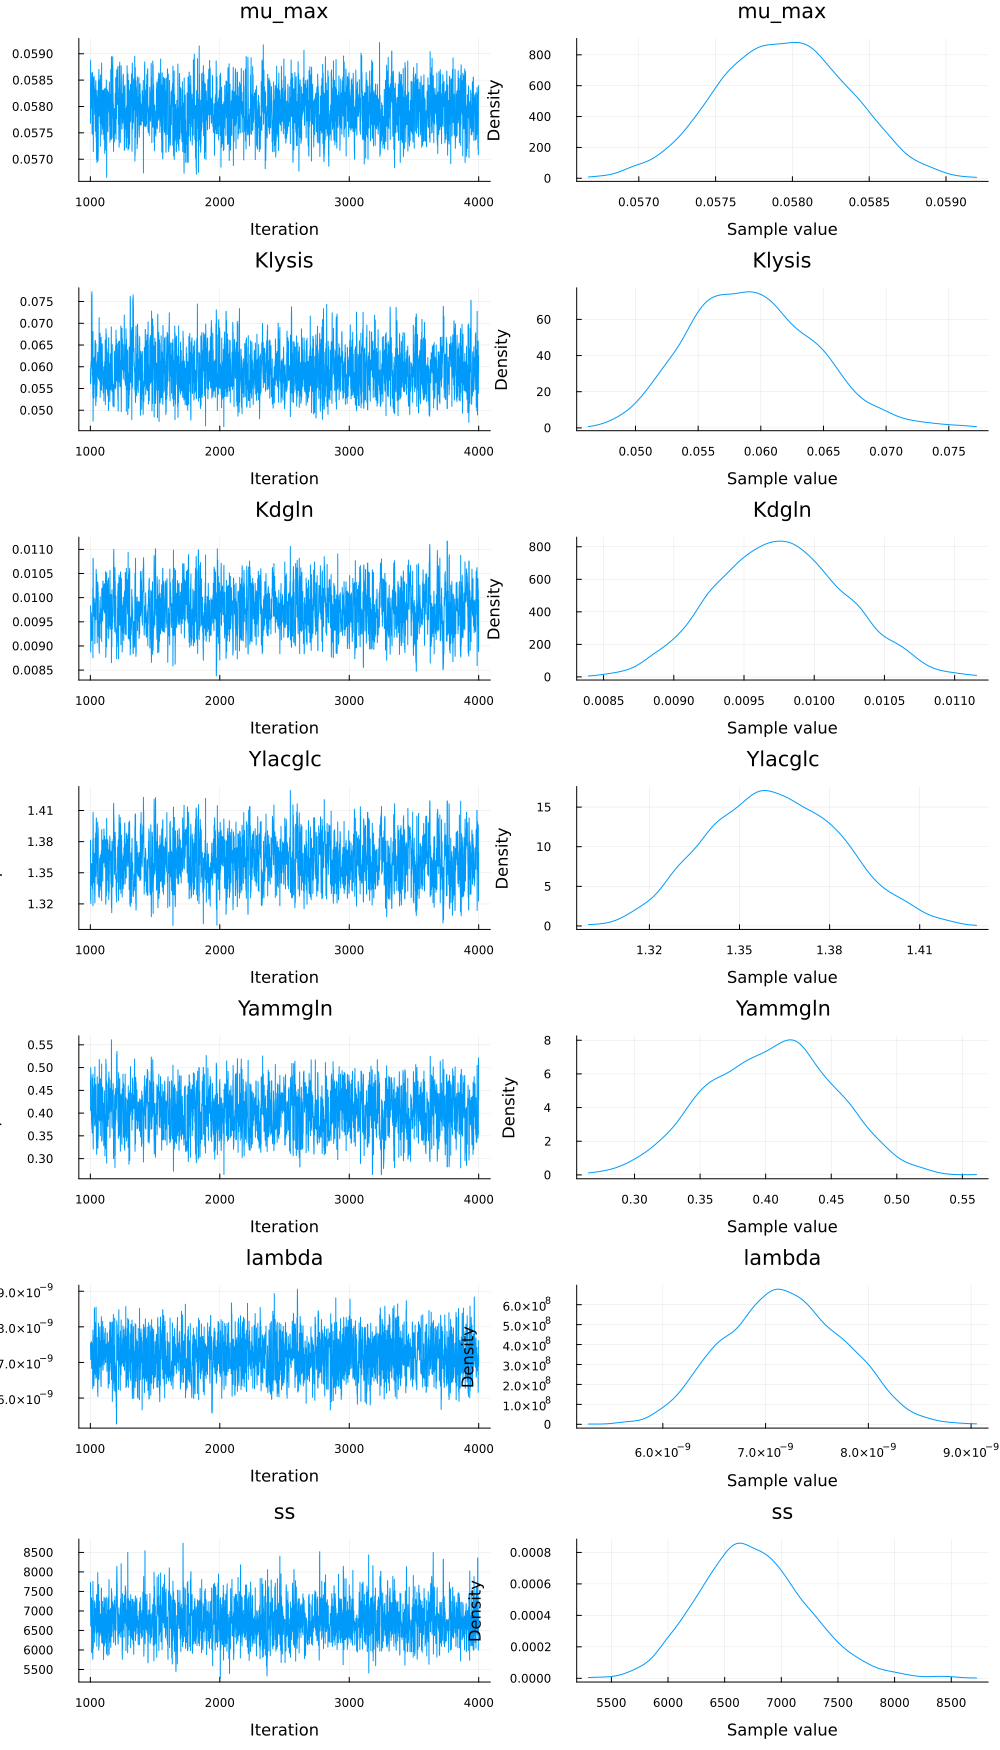 mu_max
0.0590
0.0585
0.0580
0.0575
0.0570
1000 2000 3000 4000
Iteration
mu_max
Density
800
600
400
200
0
0.0570 0.0575 0.0580 0.0585 0.0590
Sample value
Klysis
0.075
0.070
0.065
0.060
0.055
0.050
1000 2000 3000 4000
Iteration
Klysis
Density
60
40
20
0
0.050 0.055 0.060 0.065 0.070 0.075
Sample value
Kdgln
0.0110
0.0105
0.0100
0.0095
0.0090
0.0085
1000 2000 3000 4000
Iteration
Kdgln
Density
800
600
400
200
0
0.0085 0.0090 0.0095 0.0100 0.0105 0.0110
Sample value
Ylacglc
1.41
1.38
1.35
1.32
1000 2000 3000 4000
Iteration
Ylacglc
Density
15
10
5
0
1.32 1.35 1.38 1.41
Sample value
Yammgln
0.55
0.50
0.45
0.40
0.35
0.30
1000 2000 3000 4000
Iteration
Yammgln
Density
8
6
4
2
0
0.30 0.35 0.40 0.45 0.50 0.55
Sample value
lambda
9.0×10⁻⁹
8.0×10⁻⁹
7.0×10⁻⁹
6.0×10⁻⁹
1000 2000 3000 4000
Iteration
lambda
Density
6.0×10⁸
5.0×10⁸
4.0×10⁸
3.0×10⁸
2.0×10⁸
1.0×10⁸
0
6.0×10⁻⁹ 7.0×10⁻⁹ 8.0×10⁻⁹ 9.0×10⁻⁹
Sample value
ss
8500
8000
7500
7000
6500
6000
5500
1000 2000 3000 4000
Iteration
ss
Density
0.0008
0.0006
0.0004
0.0002
0.0000
5500 6000 6500 7000 7500 8000 8500
Sample value